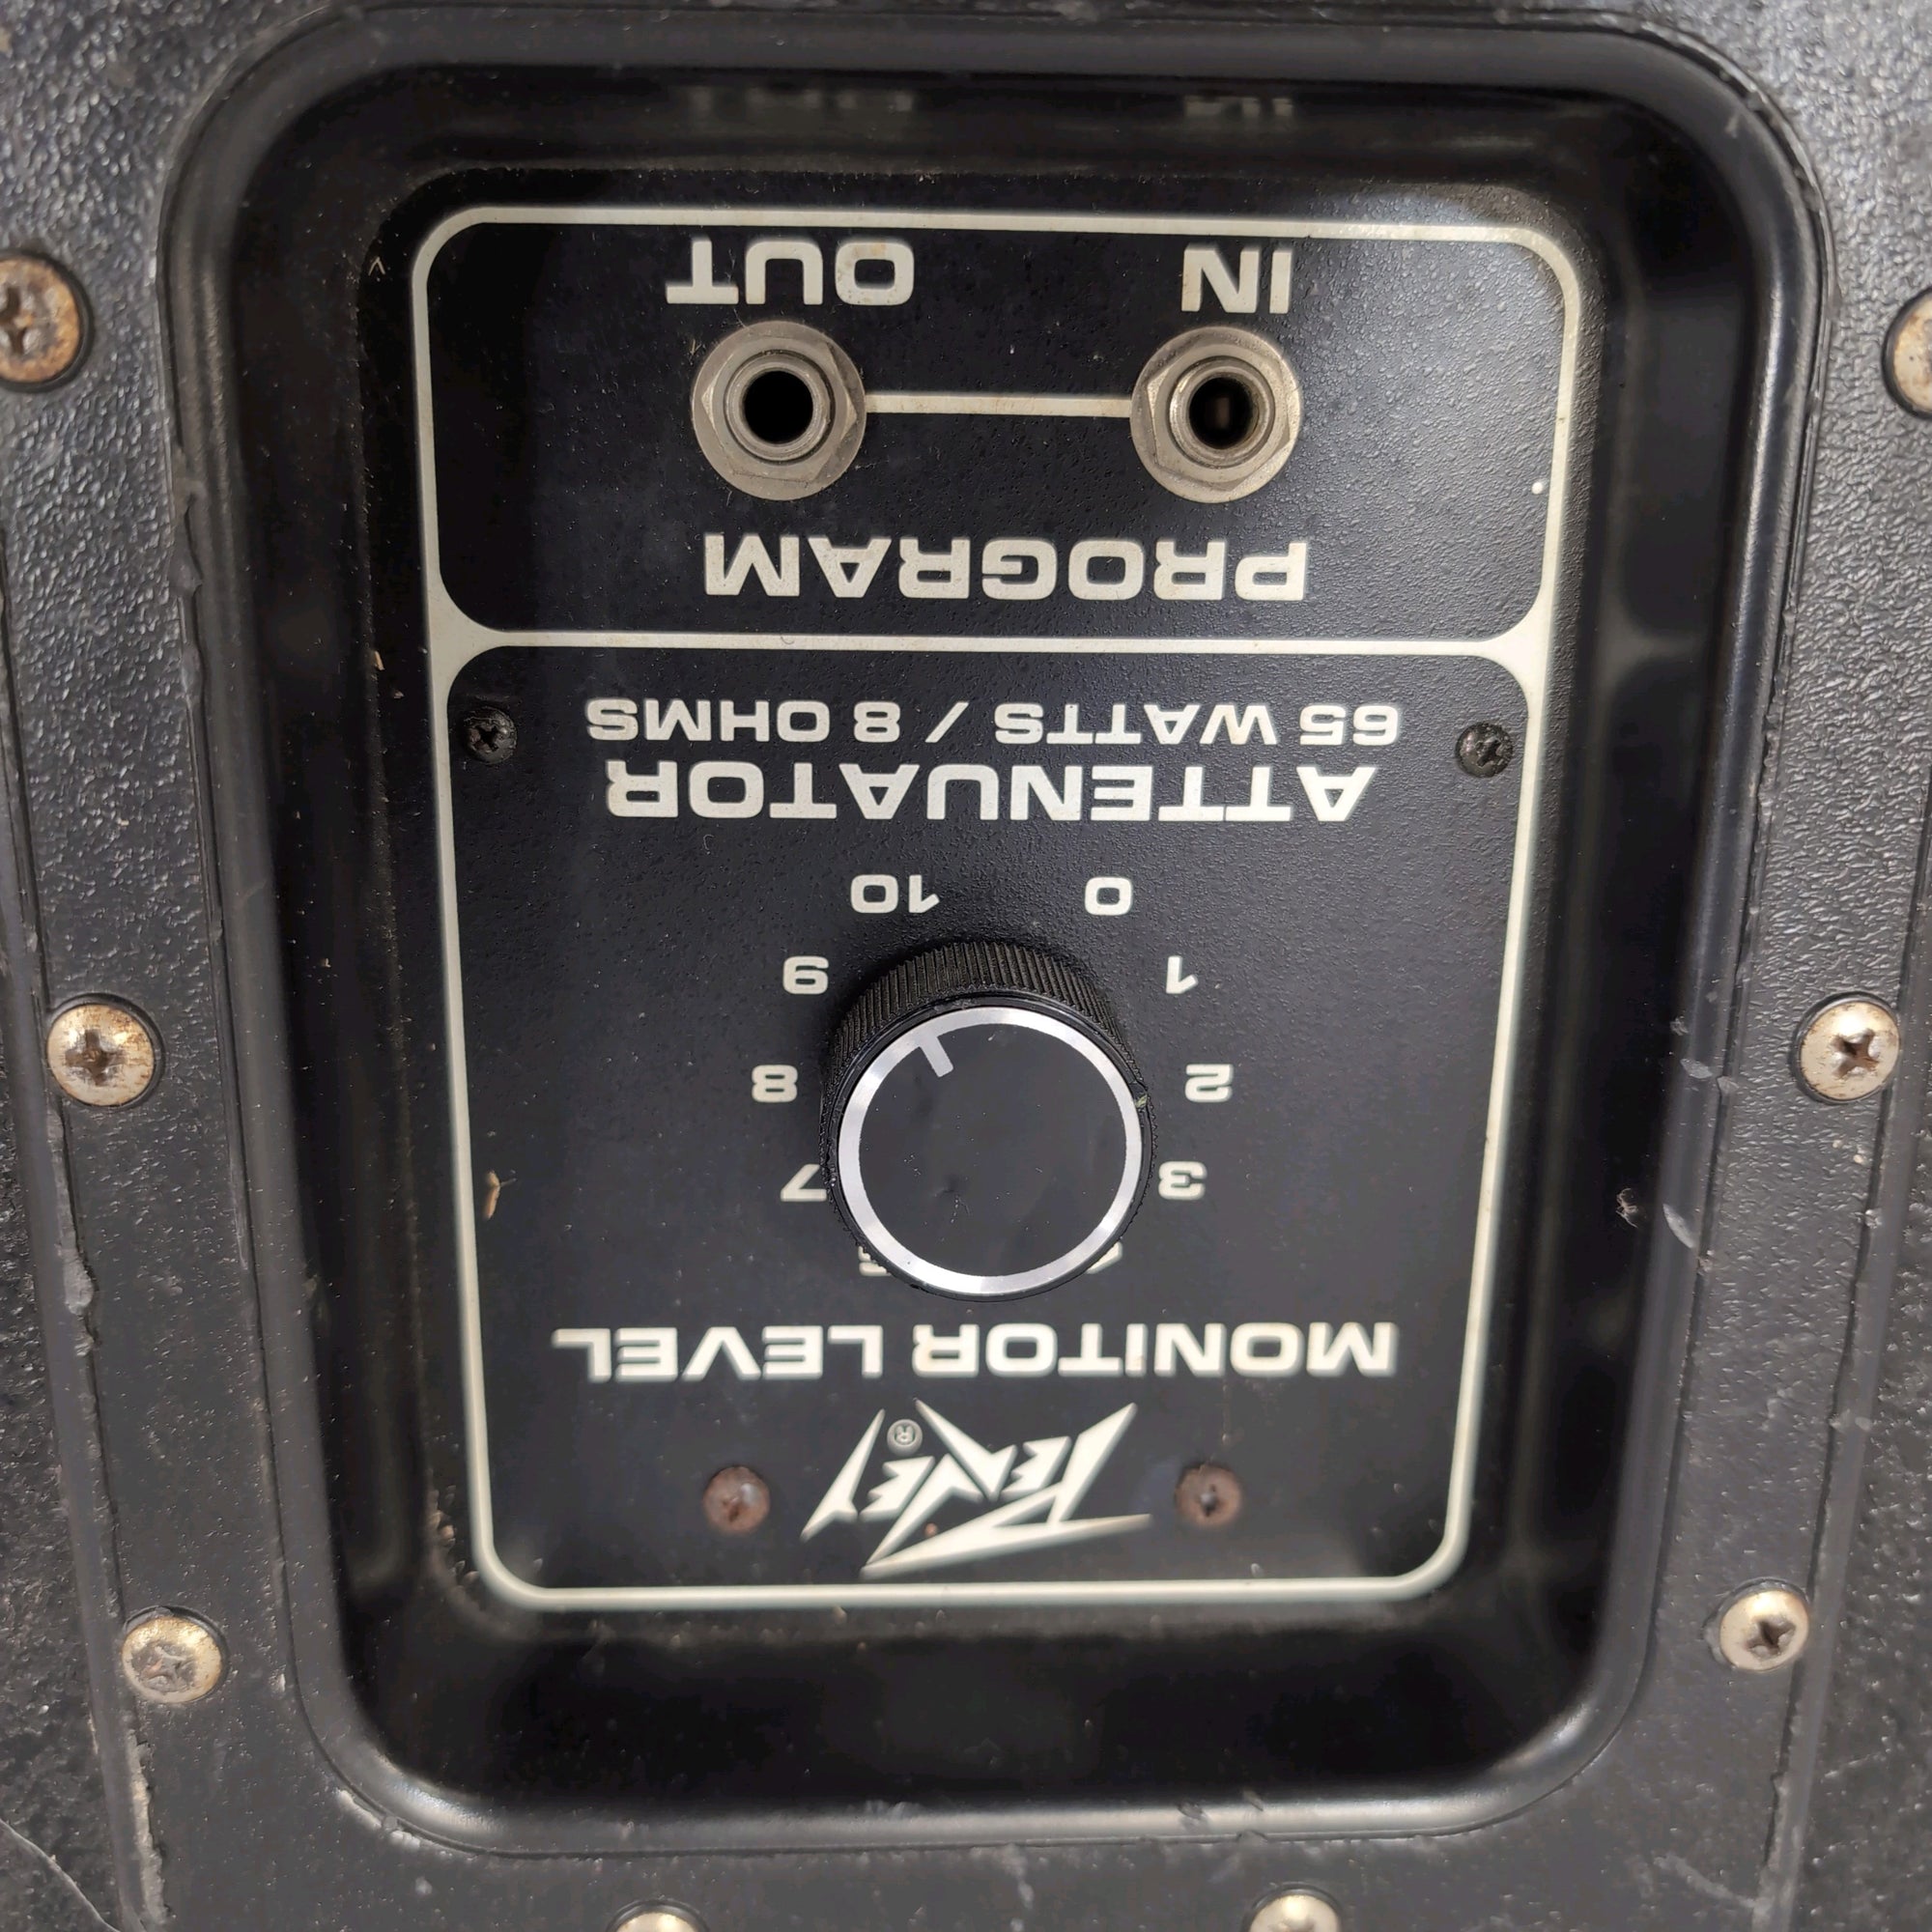 PEAVEY®
MONITOR LEVEL
3 7
2 8
1 9
0 10
ATTENUATOR
65 WATTS / 8 OHMS
PROGRAM
IN OUT